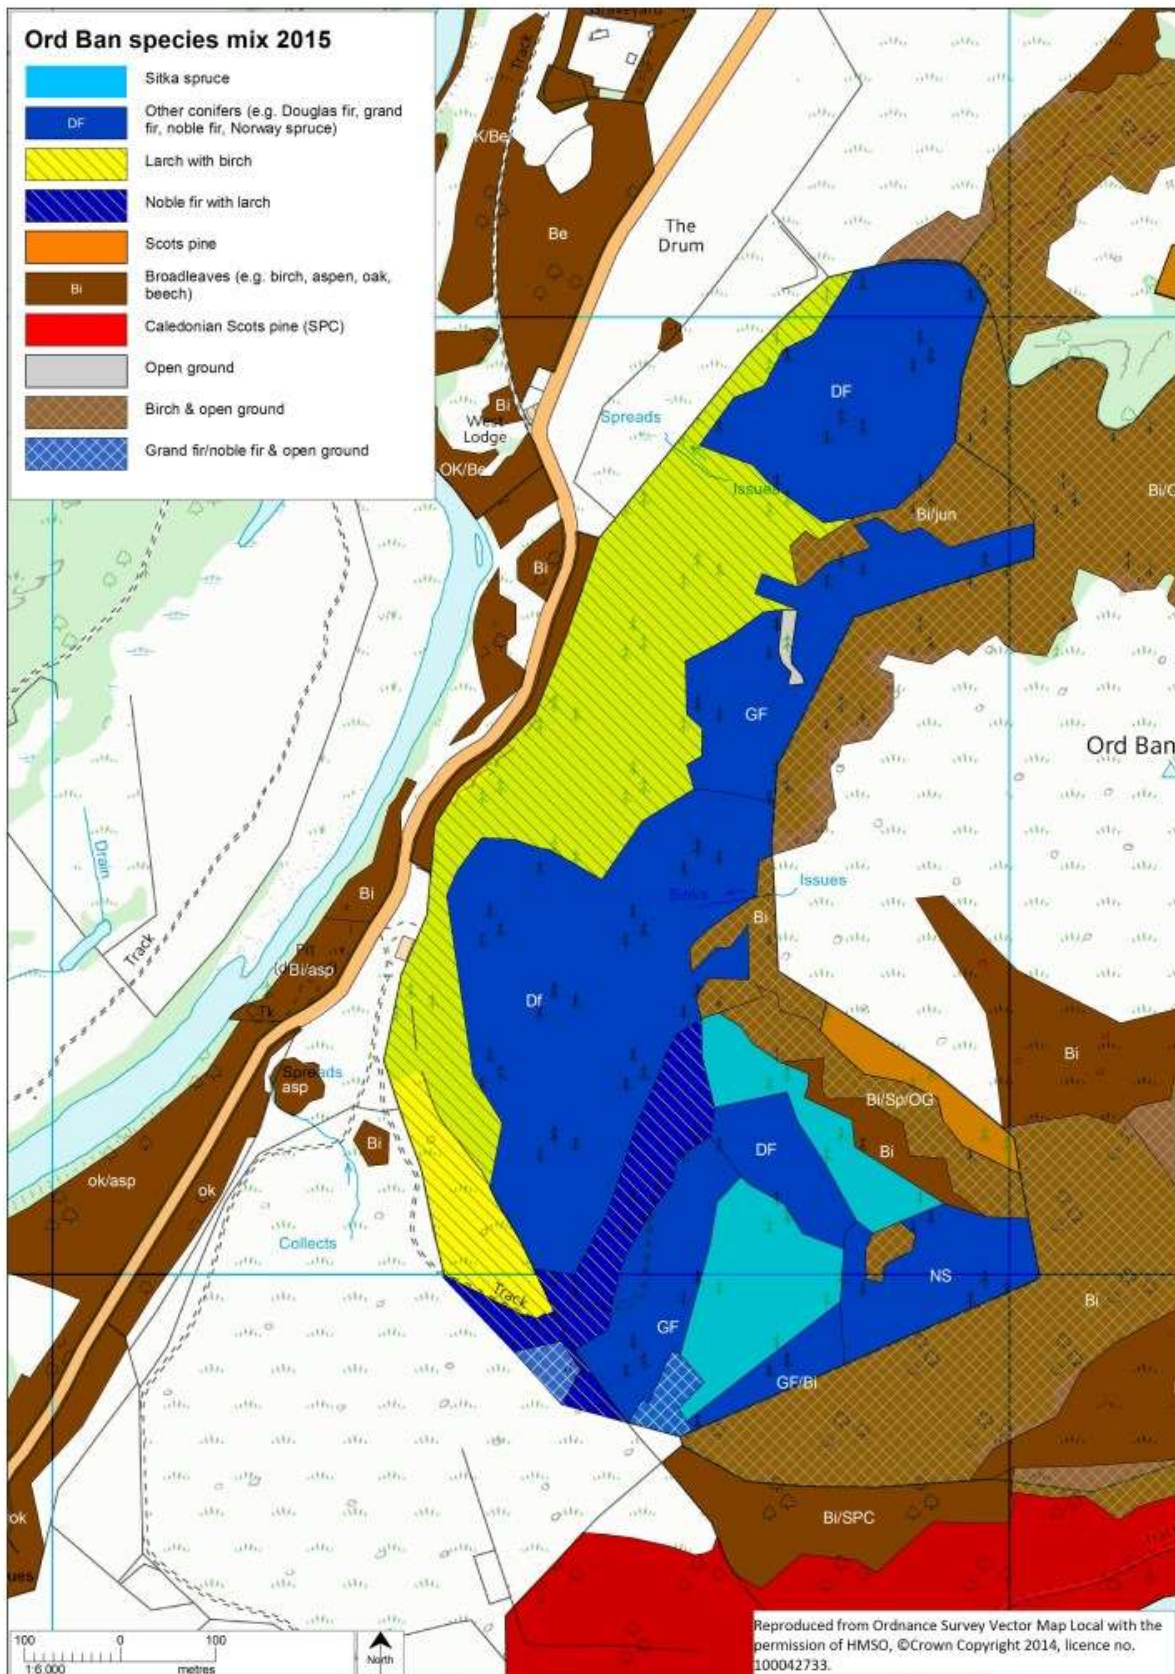 Ord Ban species mix 2015
Sitka spruce
DF
Other conifers (e.g. Douglas fir, grand
fir, noble fir, Norway spruce)
Larch with birch
Noble fir with larch
Scots pine
Bi
Broadleaves (e.g. birch, aspen, oak,
beech)
Caledonian Scots pine (SPC)
Open ground
Birch & open ground
Grand fir/noble fir & open ground
Track
Be
The
Drum
DF
Bi
West
Lodge
Spreads
OK/Be
Issues
Bi/jun
Bi
GF
Ord Ban
Drain
Issues
Bi
Bi
Track
Bi/asp
Df
Tk
Bi
Spreads
asp
Bi/Sp/OG
Bi
DF
Bi
ok/asp
ok
Collects
NS
Track
Bi
GF
GF/Bi
Bi/SPC
ok
100 0 100
1:6,000 metres
North
Reproduced from Ordnance Survey Vector Map Local with the
permission of HMSO, ©Crown Copyright 2014, licence no.
100042733.